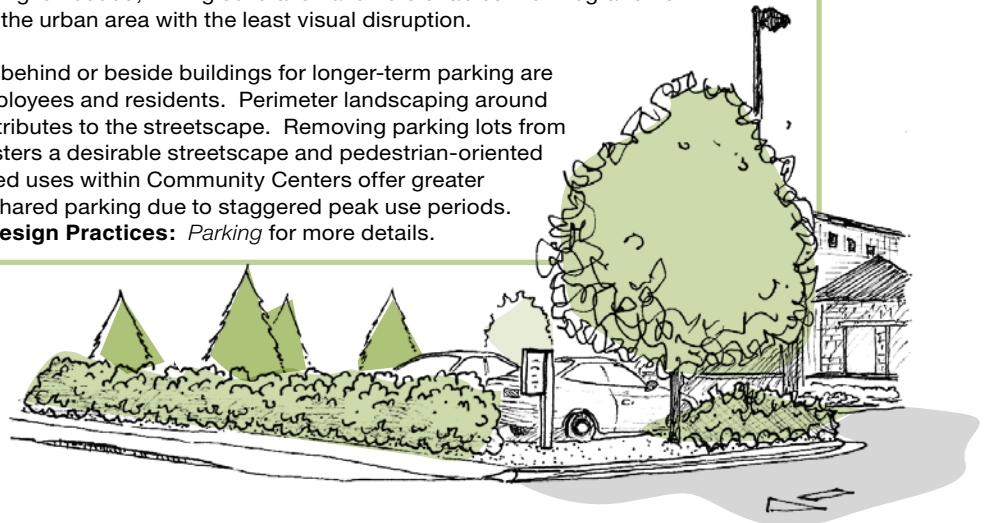 the urban area with the least visual disruption.
behind or beside buildings for longer-term parking are
ployees and residents. Perimeter landscaping around
tributes to the streetscape. Removing parking lots from
sters a desirable streetscape and pedestrian-oriented
ed uses within Community Centers offer greater
hared parking due to staggered peak use periods.
esign Practices: Parking for more details.